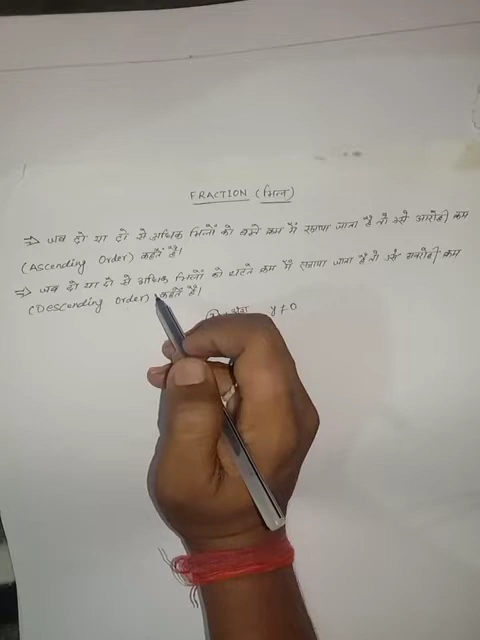 FRACTION (भिन्न)
⇒ जब दो या दो से अधिक भिन्नों को बढ़ते क्रम में सजाया जाता है तो उसे आरोही क्रम
(Ascending Order) कहतें हैं।
⇒ जब दो या दो से अधिक भिन्नों को घटते क्रम में सजाया जाता है तो उसे अवरोही क्रम
(Descending Order) कहतें हैं।
y ≠ 0